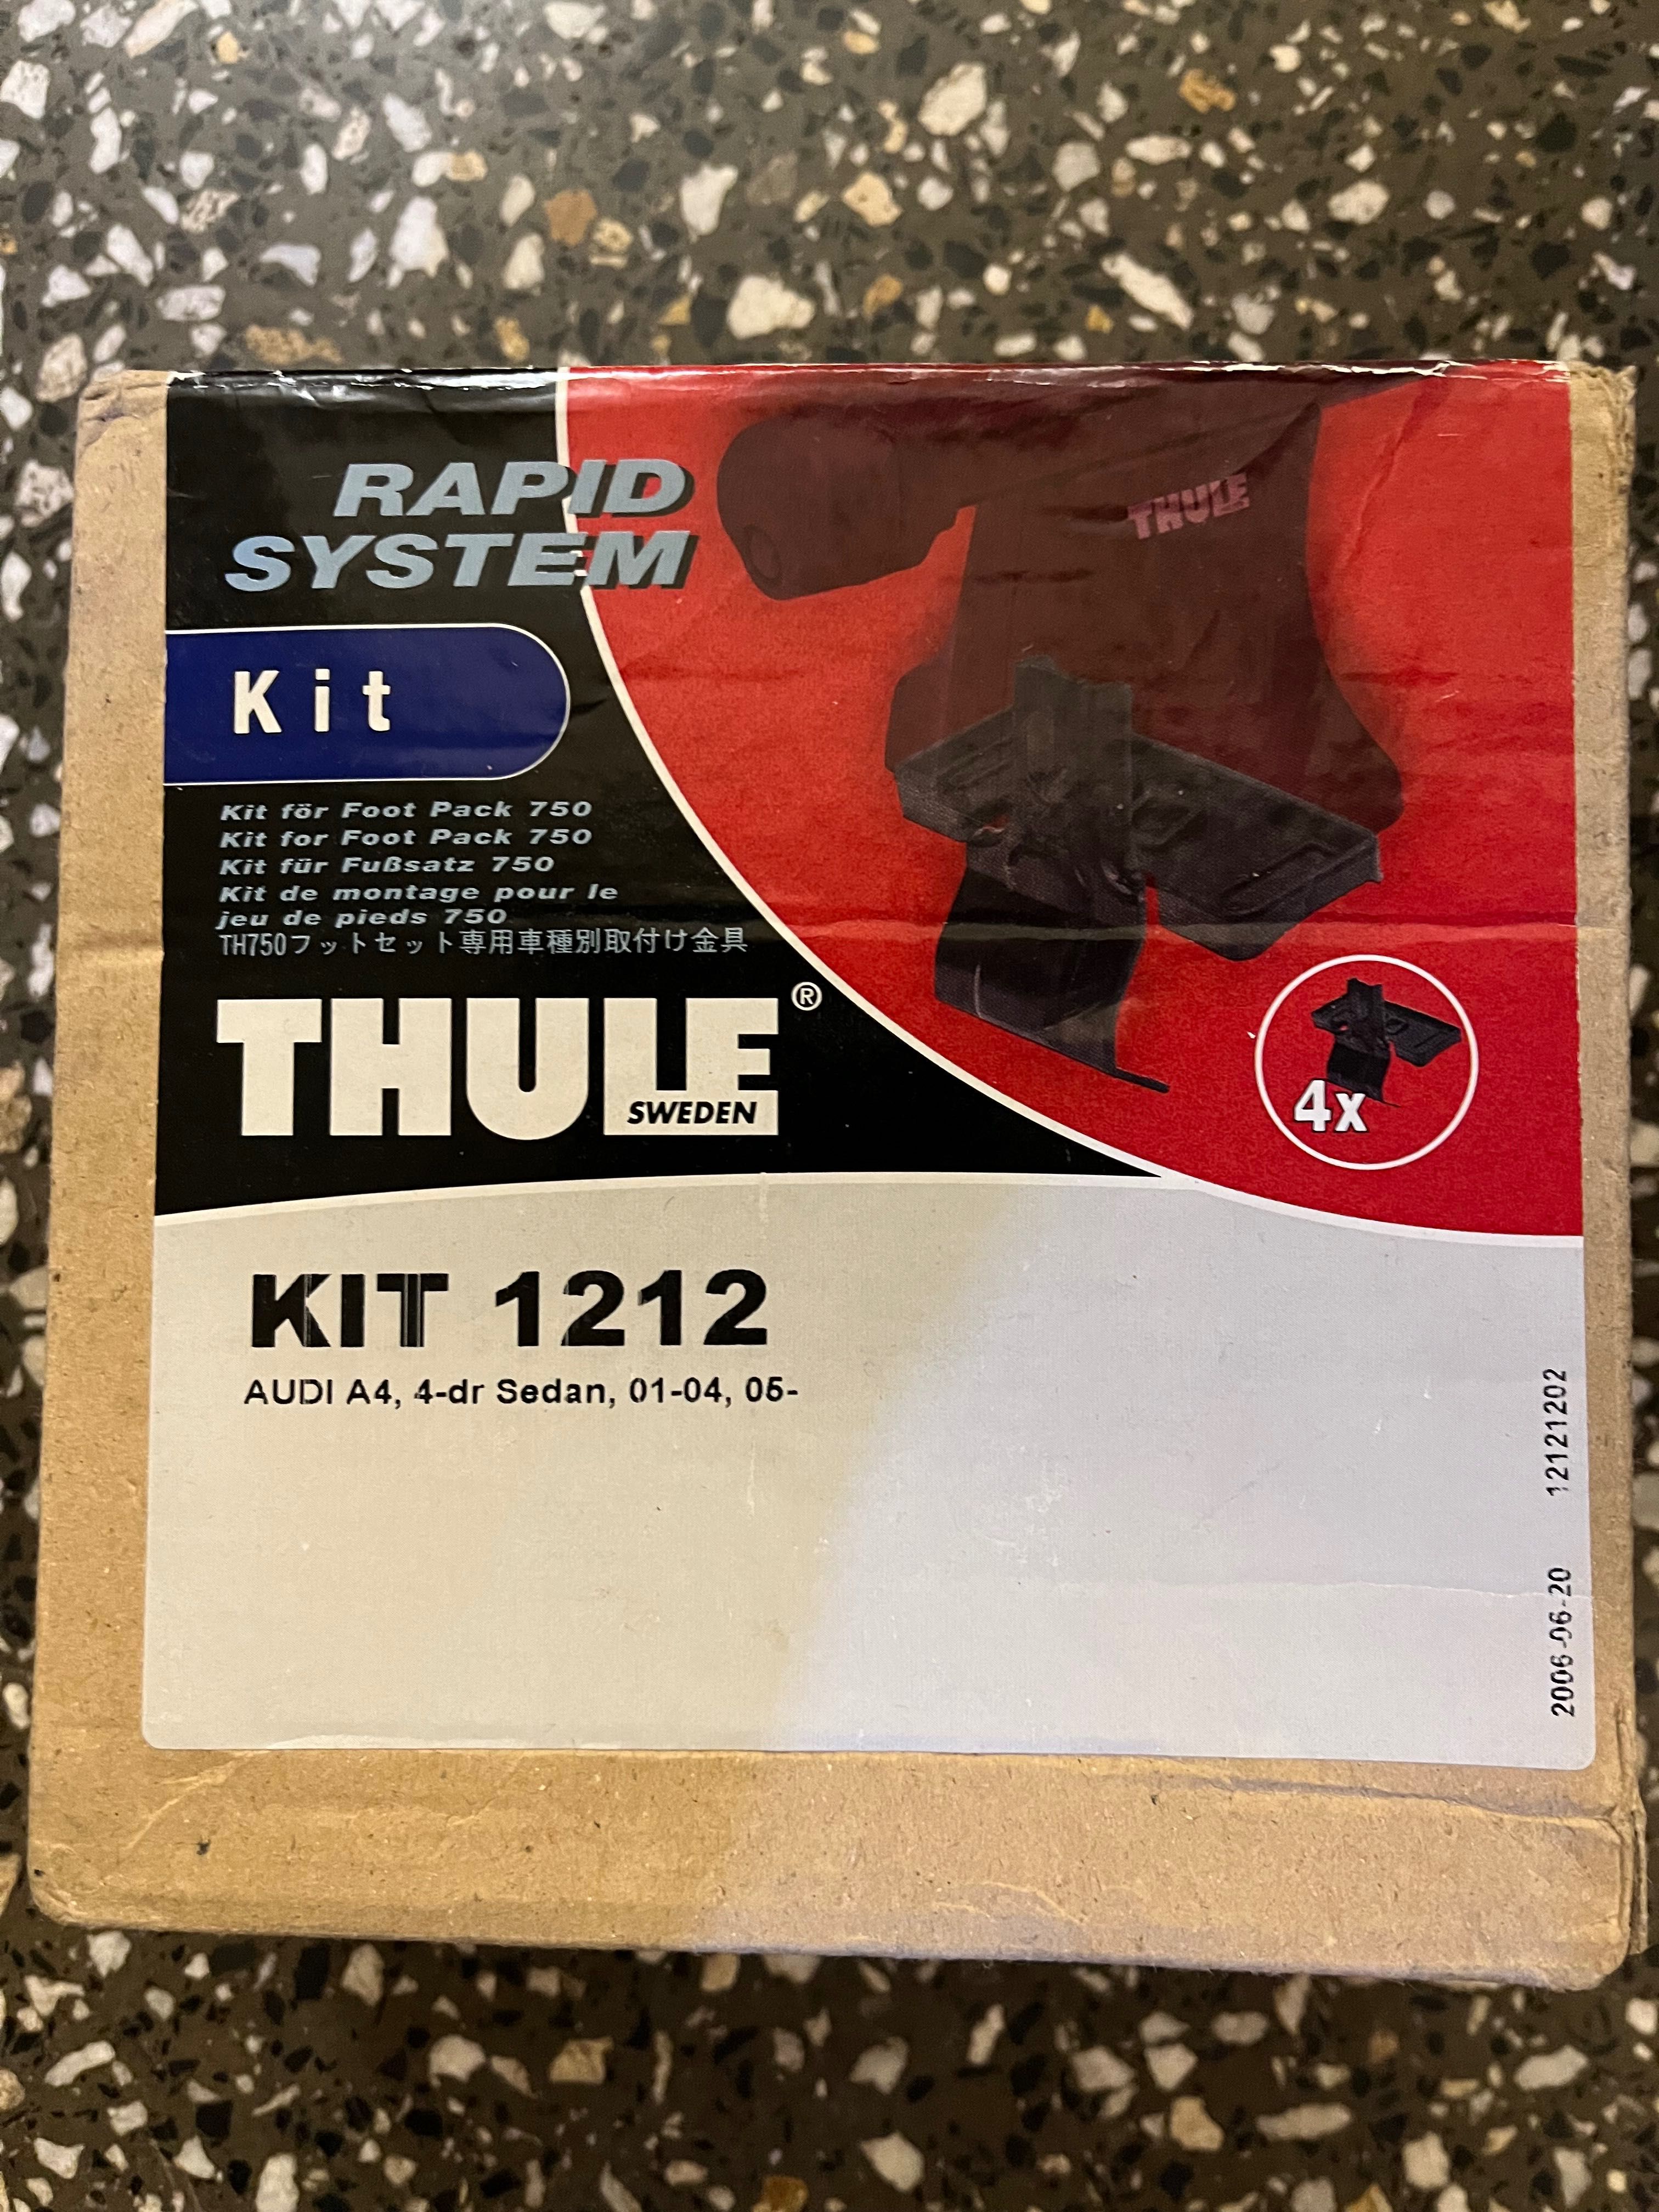 RAPID
SYSTEM
THULE
Kit
Kit för Foot Pack 750
Kit for Foot Pack 750
Kit für Fußsatz 750
Kit de montage pour le
jeu de pieds 750
TH750フットセット専用車種別取付け金具
THULE®
SWEDEN
4x
KIT 1212
AUDI A4, 4-dr Sedan, 01-04, 05-
2006-06-20 12121202